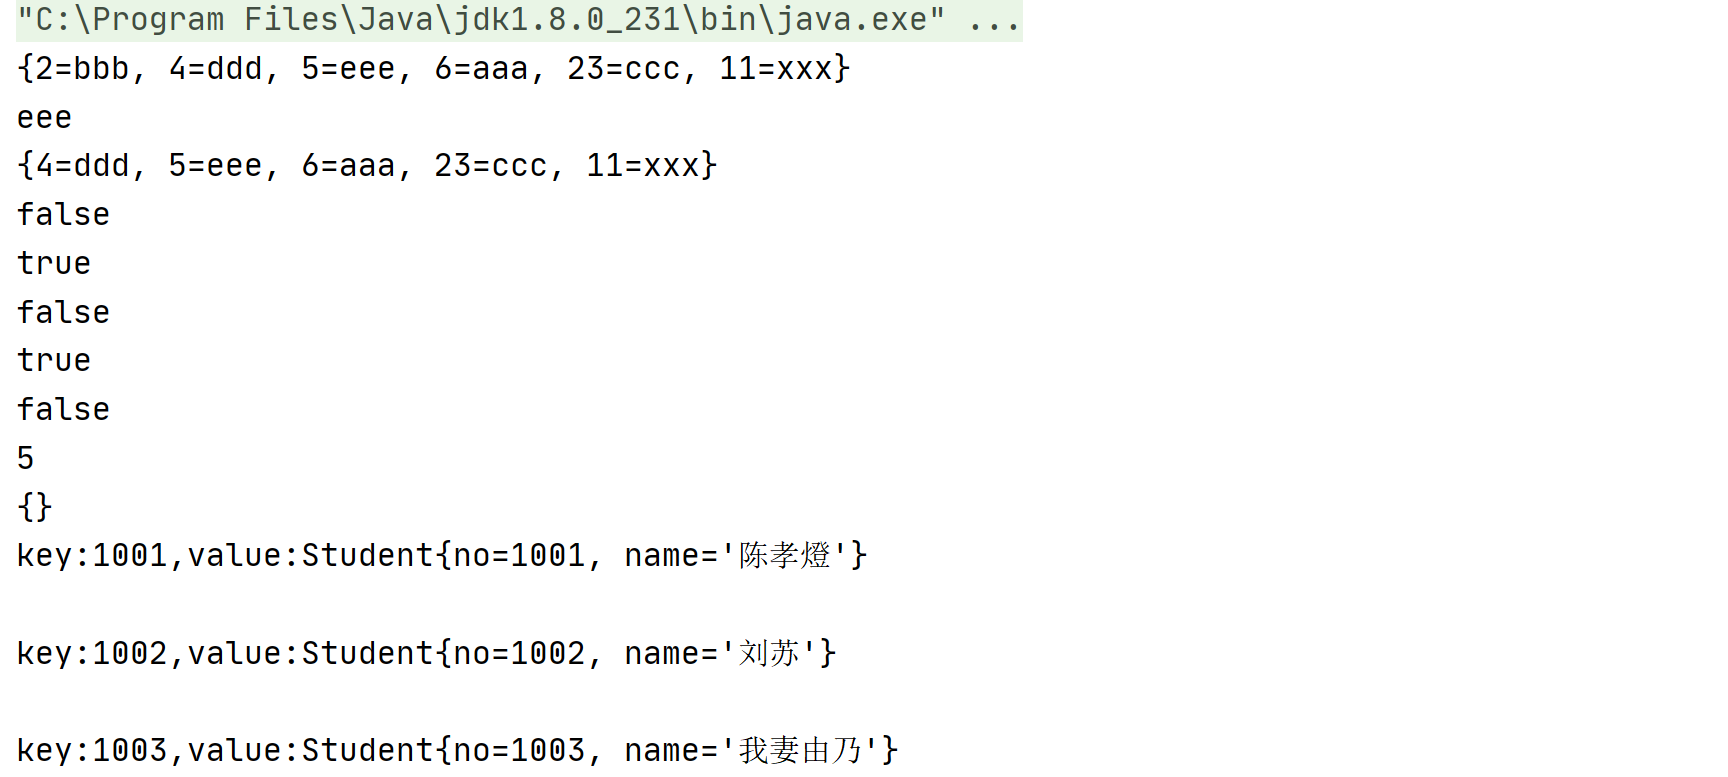 "C:\Program Files\Java\jdk1.8.0_231\bin\java.exe" ...
{2=bbb, 4=ddd, 5=eee, 6=aaa, 23=ccc, 11=xxx}
eee
{4=ddd, 5=eee, 6=aaa, 23=ccc, 11=xxx}
false
true
false
true
false
5
{}
key:1001,value:Student{no=1001, name='陈孝燈'}
key:1002,value:Student{no=1002, name='刘苏'}
key:1003,value:Student{no=1003, name='我妻由乃'}